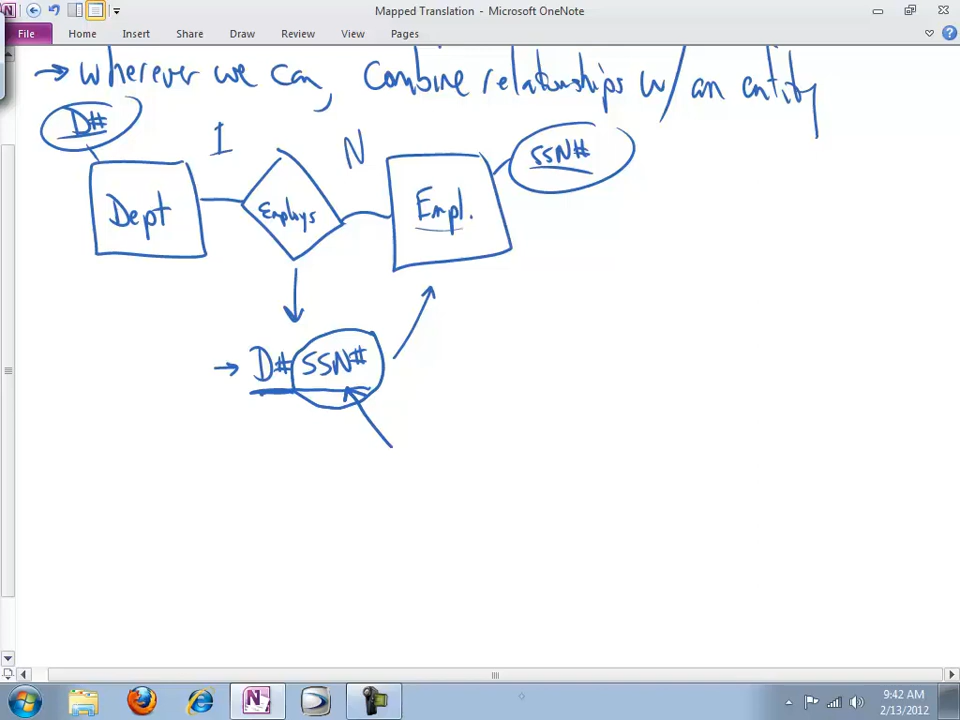 Mapped Translation - Microsoft OneNote
File Home Insert Share Draw Review View Pages
→ Wherever we can, combine relationships w/ an entity
D#
1 N SSN#
Dept Employs Empl.
→ D# SSN#
9:42 AM
2/13/2012